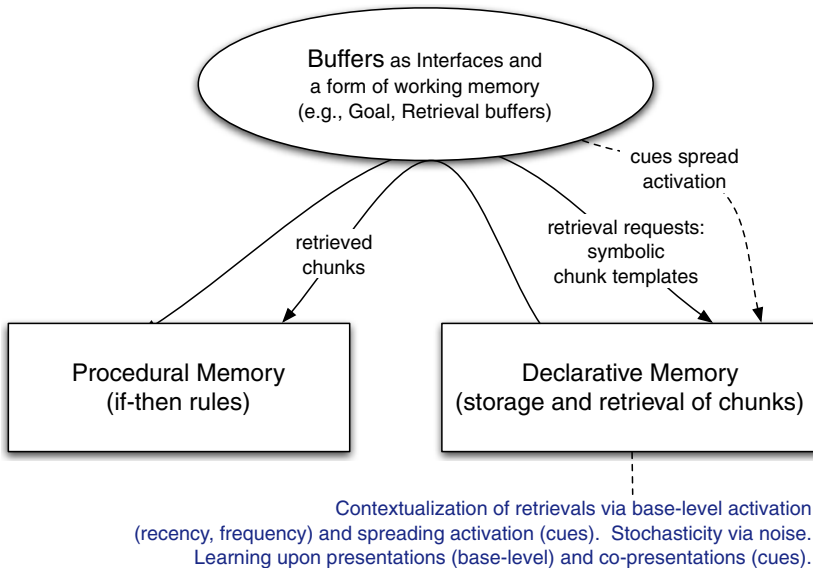 Buffers as Interfaces and
a form of working memory
(e.g., Goal, Retrieval buffers)
cues spread
activation
retrieved
chunks
retrieval requests:
symbolic
chunk templates
Procedural Memory
(if-then rules)
Declarative Memory
(storage and retrieval of chunks)
Contextualization of retrievals via base-level activation
(recency, frequency) and spreading activation (cues). Stochasticity via noise.
Learning upon presentations (base-level) and co-presentations (cues).